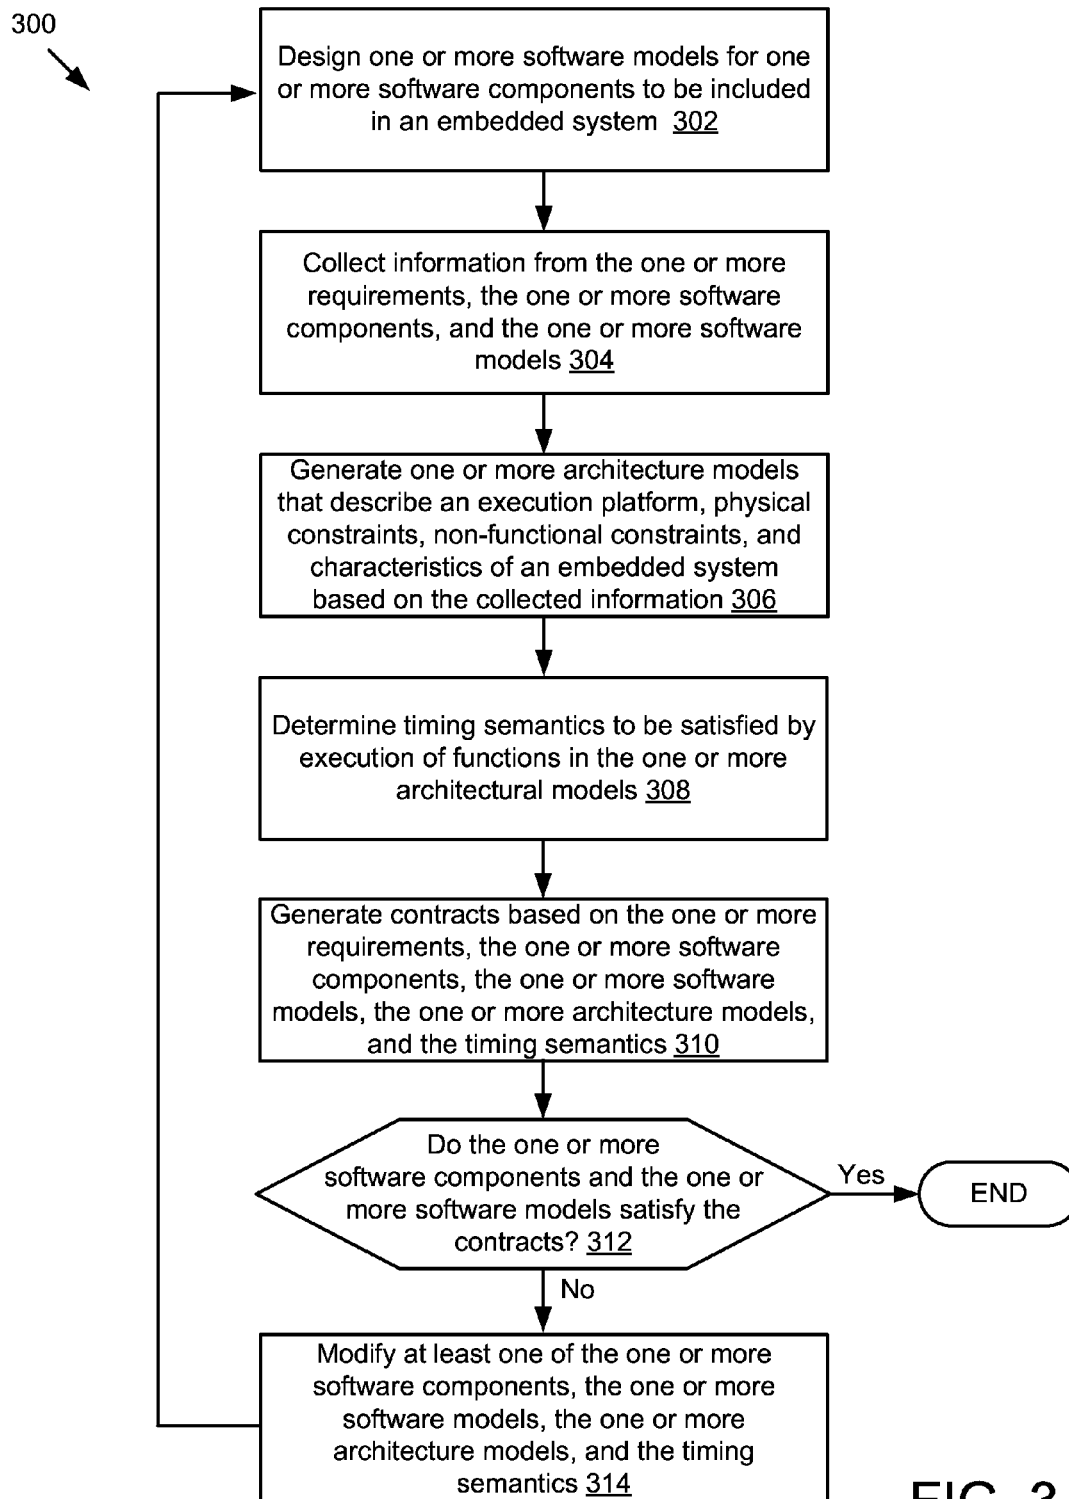 300
Design one or more software models for one
or more software components to be included
in an embedded system 302
Collect information from the one or more
requirements, the one or more software
components, and the one or more software
models 304
Generate one or more architecture models
that describe an execution platform, physical
constraints, non-functional constraints, and
characteristics of an embedded system
based on the collected information 306
Determine timing semantics to be satisfied by
execution of functions in the one or more
architectural models 308
Generate contracts based on the one or more
requirements, the one or more software
components, the one or more software
models, the one or more architecture models,
and the timing semantics 310
Do the one or more
software components and the one or
more software models satisfy the
contracts? 312
Yes
END
No
Modify at least one of the one or more
software components, the one or more
software models, the one or more
architecture models, and the timing
semantics 314
FIG. 3